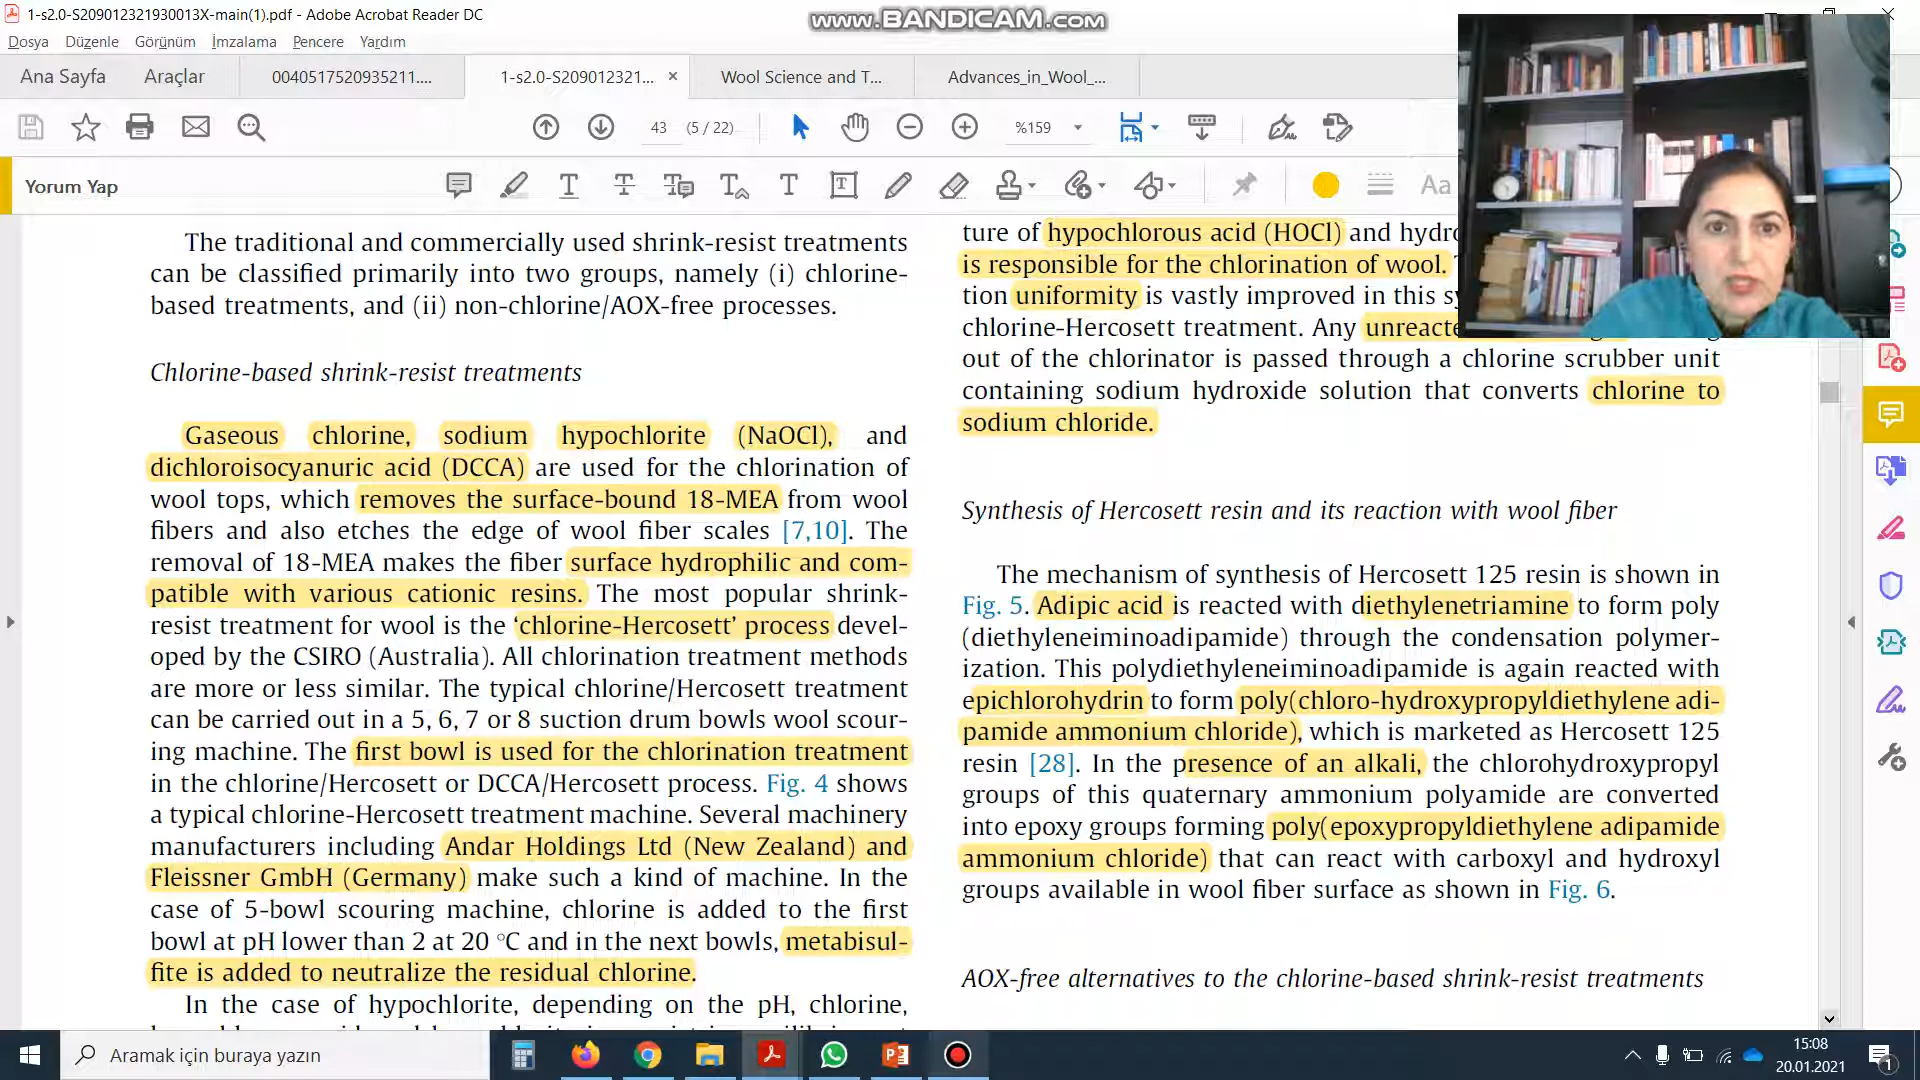 1-s2.0-S209012321930013X-main(1).pdf - Adobe Acrobat Reader DC
www.BANDICAM.com
Dosya Düzenle Görünüm İmzalama Pencere Yardım
Ana Sayfa Araçlar 0040517520935211.... 1-s2.0-S209012321... × Wool Science and T... Advances_in_Wool_...
43 (5 / 22) %159
Yorum Yap
Aa
The traditional and commercially used shrink-resist treatments
can be classified primarily into two groups, namely (i) chlorine-
based treatments, and (ii) non-chlorine/AOX-free processes.
Chlorine-based shrink-resist treatments
Gaseous chlorine, sodium hypochlorite (NaOCl), and
dichloroisocyanuric acid (DCCA) are used for the chlorination of
wool tops, which removes the surface-bound 18-MEA from wool
fibers and also etches the edge of wool fiber scales [7,10]. The
removal of 18-MEA makes the fiber surface hydrophilic and com-
patible with various cationic resins. The most popular shrink-
resist treatment for wool is the ‘chlorine-Hercosett’ process devel-
oped by the CSIRO (Australia). All chlorination treatment methods
are more or less similar. The typical chlorine/Hercosett treatment
can be carried out in a 5, 6, 7 or 8 suction drum bowls wool scour-
ing machine. The first bowl is used for the chlorination treatment
in the chlorine/Hercosett or DCCA/Hercosett process. Fig. 4 shows
a typical chlorine-Hercosett treatment machine. Several machinery
manufacturers including Andar Holdings Ltd (New Zealand) and
Fleissner GmbH (Germany) make such a kind of machine. In the
case of 5-bowl scouring machine, chlorine is added to the first
bowl at pH lower than 2 at 20 °C and in the next bowls, metabisul-
fite is added to neutralize the residual chlorine.
In the case of hypochlorite, depending on the pH, chlorine,
ture of hypochlorous acid (HOCl) and hydro
is responsible for the chlorination of wool.
tion uniformity is vastly improved in this sy
chlorine-Hercosett treatment. Any unreacte
out of the chlorinator is passed through a chlorine scrubber unit
containing sodium hydroxide solution that converts chlorine to
sodium chloride.
Synthesis of Hercosett resin and its reaction with wool fiber
The mechanism of synthesis of Hercosett 125 resin is shown in
Fig. 5. Adipic acid is reacted with diethylenetriamine to form poly
(diethyleneiminoadipamide) through the condensation polymer-
ization. This polydiethyleneiminoadipamide is again reacted with
epichlorohydrin to form poly(chloro-hydroxypropyldiethylene adi-
pamide ammonium chloride), which is marketed as Hercosett 125
resin [28]. In the presence of an alkali, the chlorohydroxypropyl
groups of this quaternary ammonium polyamide are converted
into epoxy groups forming poly(epoxypropyldiethylene adipamide
ammonium chloride) that can react with carboxyl and hydroxyl
groups available in wool fiber surface as shown in Fig. 6.
AOX-free alternatives to the chlorine-based shrink-resist treatments
Aramak için buraya yazın
15:08
20.01.2021
1